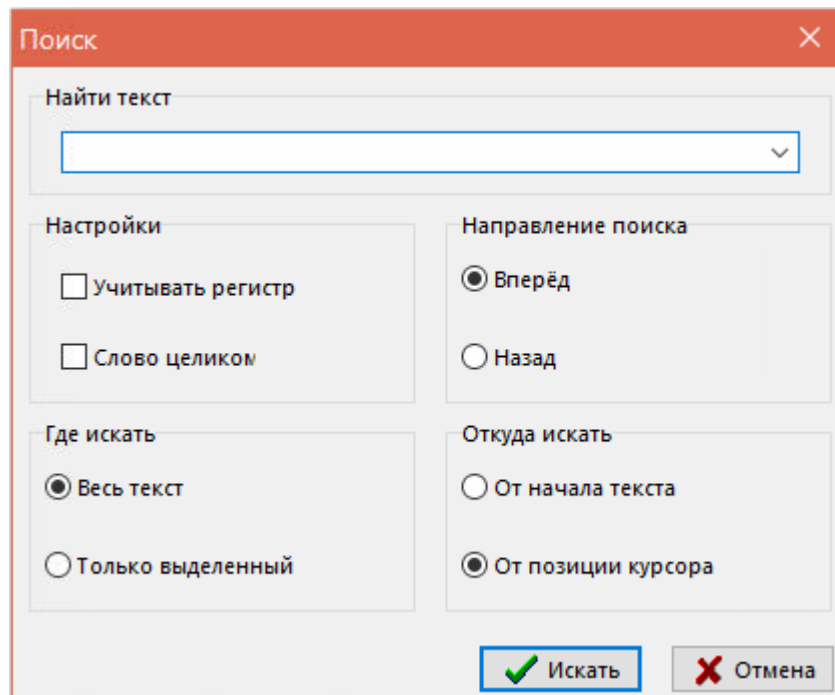 Поиск
Найти текст
Настройки
Учитывать регистр
Слово целиком
Направление поиска
Вперёд
Назад
Где искать
Весь текст
Только выделенный
Откуда искать
От начала текста
От позиции курсора
Искать
Отмена